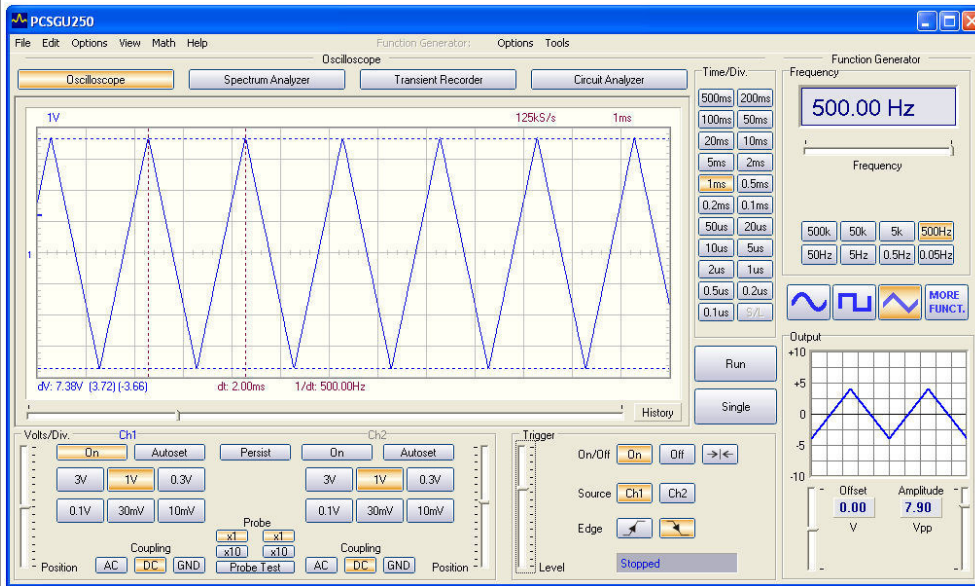 PCSGU250
File Edit Options View Math Help Function Generator: Options Tools
Oscilloscope
Oscilloscope Spectrum Analyzer Transient Recorder Circuit Analyzer
1V 125kS/s 1ms
1
dV: 7.38V (3.72) (-3.66) dt: 2.00ms 1/dt: 500.00Hz
History
Time/Div.
500ms 200ms
100ms 50ms
20ms 10ms
5ms 2ms
1ms 0.5ms
0.2ms 0.1ms
50us 20us
10us 5us
2us 1us
0.5us 0.2us
0.1us S/L
Run
Single
Function Generator
Frequency
500.00 Hz
Frequency
500k 50k 5k 500Hz
50Hz 5Hz 0.5Hz 0.05Hz
MORE
FUNCT.
Output
+10
+5
0
-5
-10
Offset Amplitude
0.00 7.90
V Vpp
Volts/Div. Ch1 Ch2
On Autoset Persist On Autoset
3V 1V 0.3V 3V 1V 0.3V
0.1V 30mV 10mV 0.1V 30mV 10mV
Probe
x1 x1
x10 x10
Probe Test
Coupling Coupling
Position AC DC GND AC DC GND Position
Trigger
On/Off On Off
Source Ch1 Ch2
Edge
Level Stopped